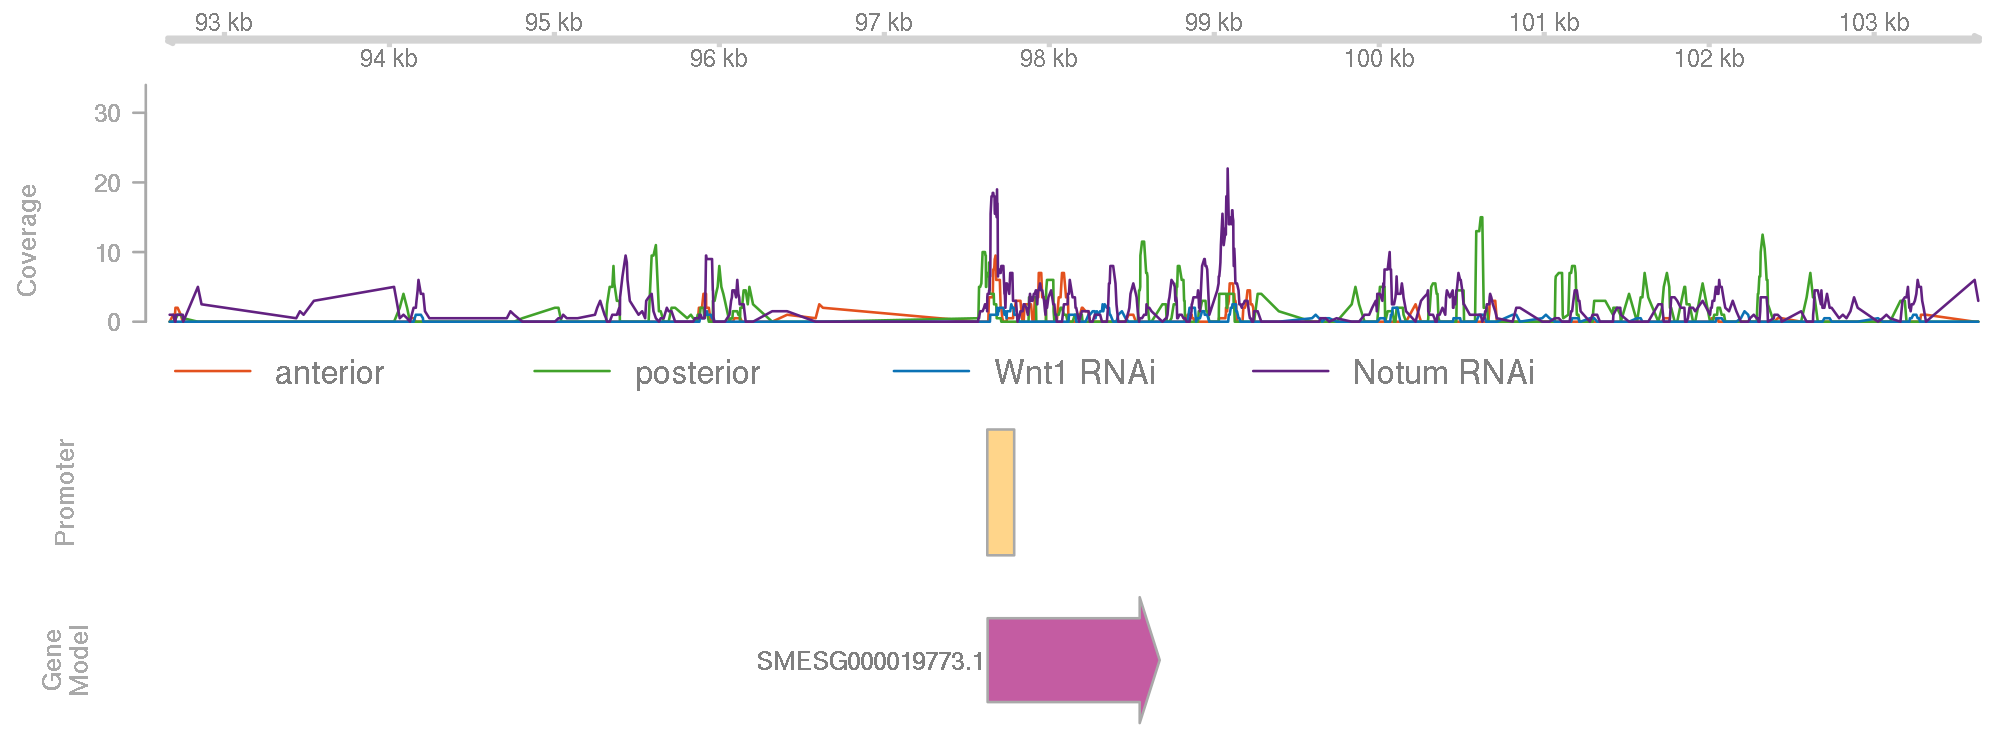 93 kb 95 kb 97 kb 99 kb 101 kb 103 kb
94 kb 96 kb 98 kb 100 kb 102 kb
Coverage
30
20
10
0
anterior posterior Wnt1 RNAi Notum RNAi
Promoter
Gene
Model
SMESG000019773.1